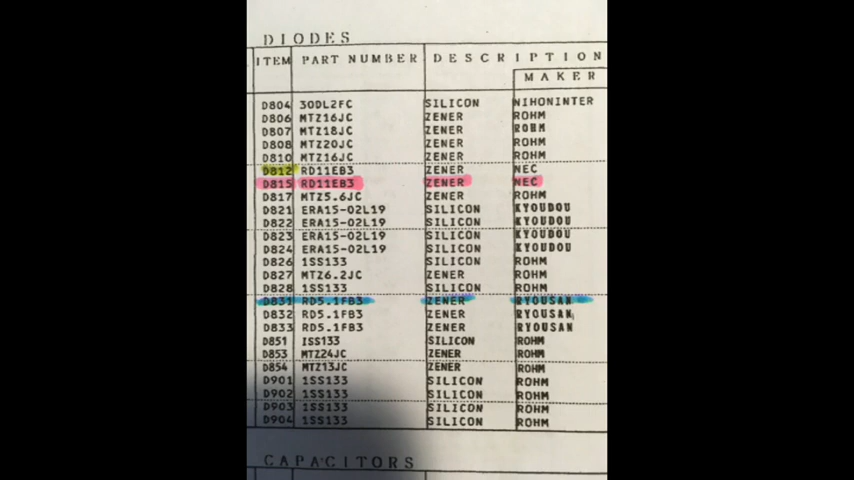 DIODES
ITEM PART NUMBER DESCRIPTION
MAKER
D804 30DL2FC SILICON NIHONINTER
D806 MTZ16JC ZENER ROHM
D807 MTZ18JC ZENER ROHM
D808 MTZ20JC ZENER ROHM
D810 MTZ16JC ZENER ROHM
D812 RD11EB3 ZENER NEC
D815 RD11EB3 ZENER NEC
D817 MTZ5.6JC ZENER ROHM
D821 ERA15-02L19 SILICON KYOUDOU
D822 ERA15-02L19 SILICON KYOUDOU
D823 ERA15-02L19 SILICON KYOUDOU
D824 ERA15-02L19 SILICON KYOUDOU
D826 1SS133 SILICON ROHM
D827 MTZ6.2JC ZENER ROHM
D828 1SS133 SILICON ROHM
D831 RD5.1FB3 ZENER RYOUSAN
D832 RD5.1FB3 ZENER RYOUSAN
D833 RD5.1FB3 ZENER RYOUSAN
D851 ISS133 SILICON ROHM
D853 MTZ24JC ZENER ROHM
D854 MTZ13JC ZENER ROHM
D901 1SS133 SILICON ROHM
D902 1SS133 SILICON ROHM
D903 1SS133 SILICON ROHM
D904 1SS133 SILICON ROHM
CAPACITORS